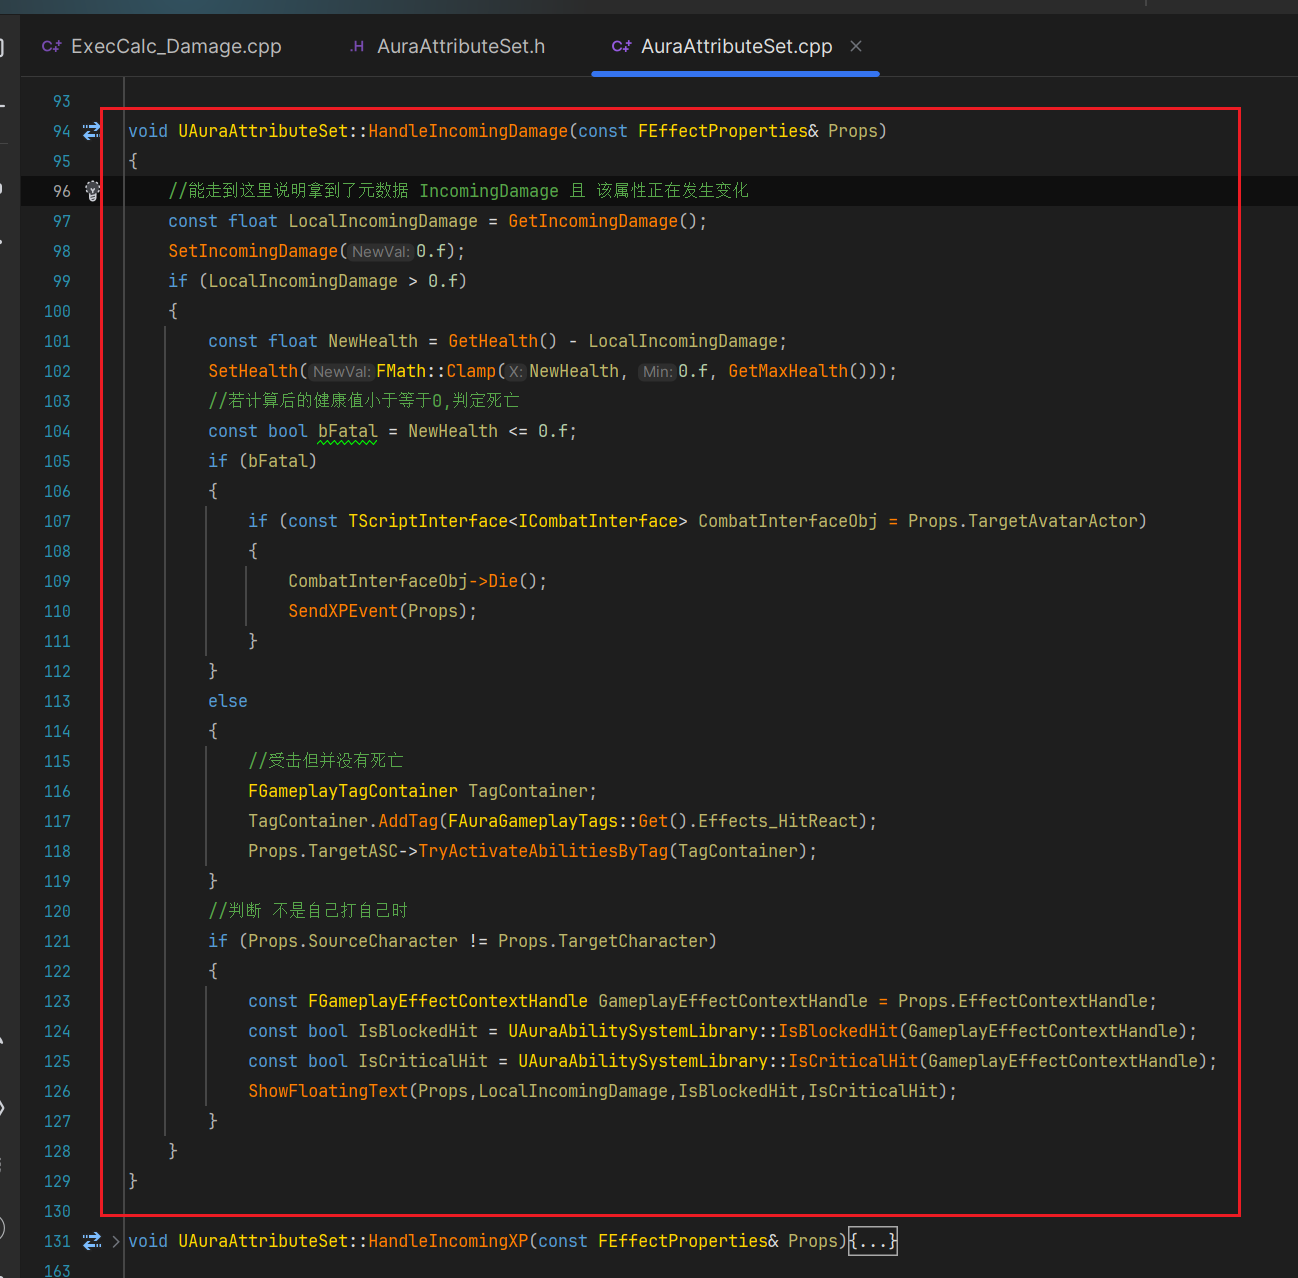 C++ ExecCalc_Damage.cpp .H AuraAttributeSet.h C++ AuraAttributeSet.cpp ×
93
94 void UAuraAttributeSet::HandleIncomingDamage(const FEffectProperties& Props)
95 {
96 //能走到这里说明拿到了元数据 IncomingDamage 且 该属性正在发生变化
97 const float LocalIncomingDamage = GetIncomingDamage();
98 SetIncomingDamage(NewVal:0.f);
99 if (LocalIncomingDamage > 0.f)
100 {
101 const float NewHealth = GetHealth() - LocalIncomingDamage;
102 SetHealth(NewVal:FMath::Clamp(X:NewHealth, Min:0.f, GetMaxHealth()));
103 //若计算后的健康值小于等于0,判定死亡
104 const bool bFatal = NewHealth <= 0.f;
105 if (bFatal)
106 {
107 if (const TScriptInterface<ICombatInterface> CombatInterfaceObj = Props.TargetAvatarActor)
108 {
109 CombatInterfaceObj->Die();
110 SendXPEvent(Props);
111 }
112 }
113 else
114 {
115 //受击但并没有死亡
116 FGameplayTagContainer TagContainer;
117 TagContainer.AddTag(FAuraGameplayTags::Get().Effects_HitReact);
118 Props.TargetASC->TryActivateAbilitiesByTag(TagContainer);
119 }
120 //判断 不是自己打自己时
121 if (Props.SourceCharacter != Props.TargetCharacter)
122 {
123 const FGameplayEffectContextHandle GameplayEffectContextHandle = Props.EffectContextHandle;
124 const bool IsBlockedHit = UAuraAbilitySystemLibrary::IsBlockedHit(GameplayEffectContextHandle);
125 const bool IsCriticalHit = UAuraAbilitySystemLibrary::IsCriticalHit(GameplayEffectContextHandle);
126 ShowFloatingText(Props,LocalIncomingDamage,IsBlockedHit,IsCriticalHit);
127 }
128 }
129 }
130
131 void UAuraAttributeSet::HandleIncomingXP(const FEffectProperties& Props){...}
163